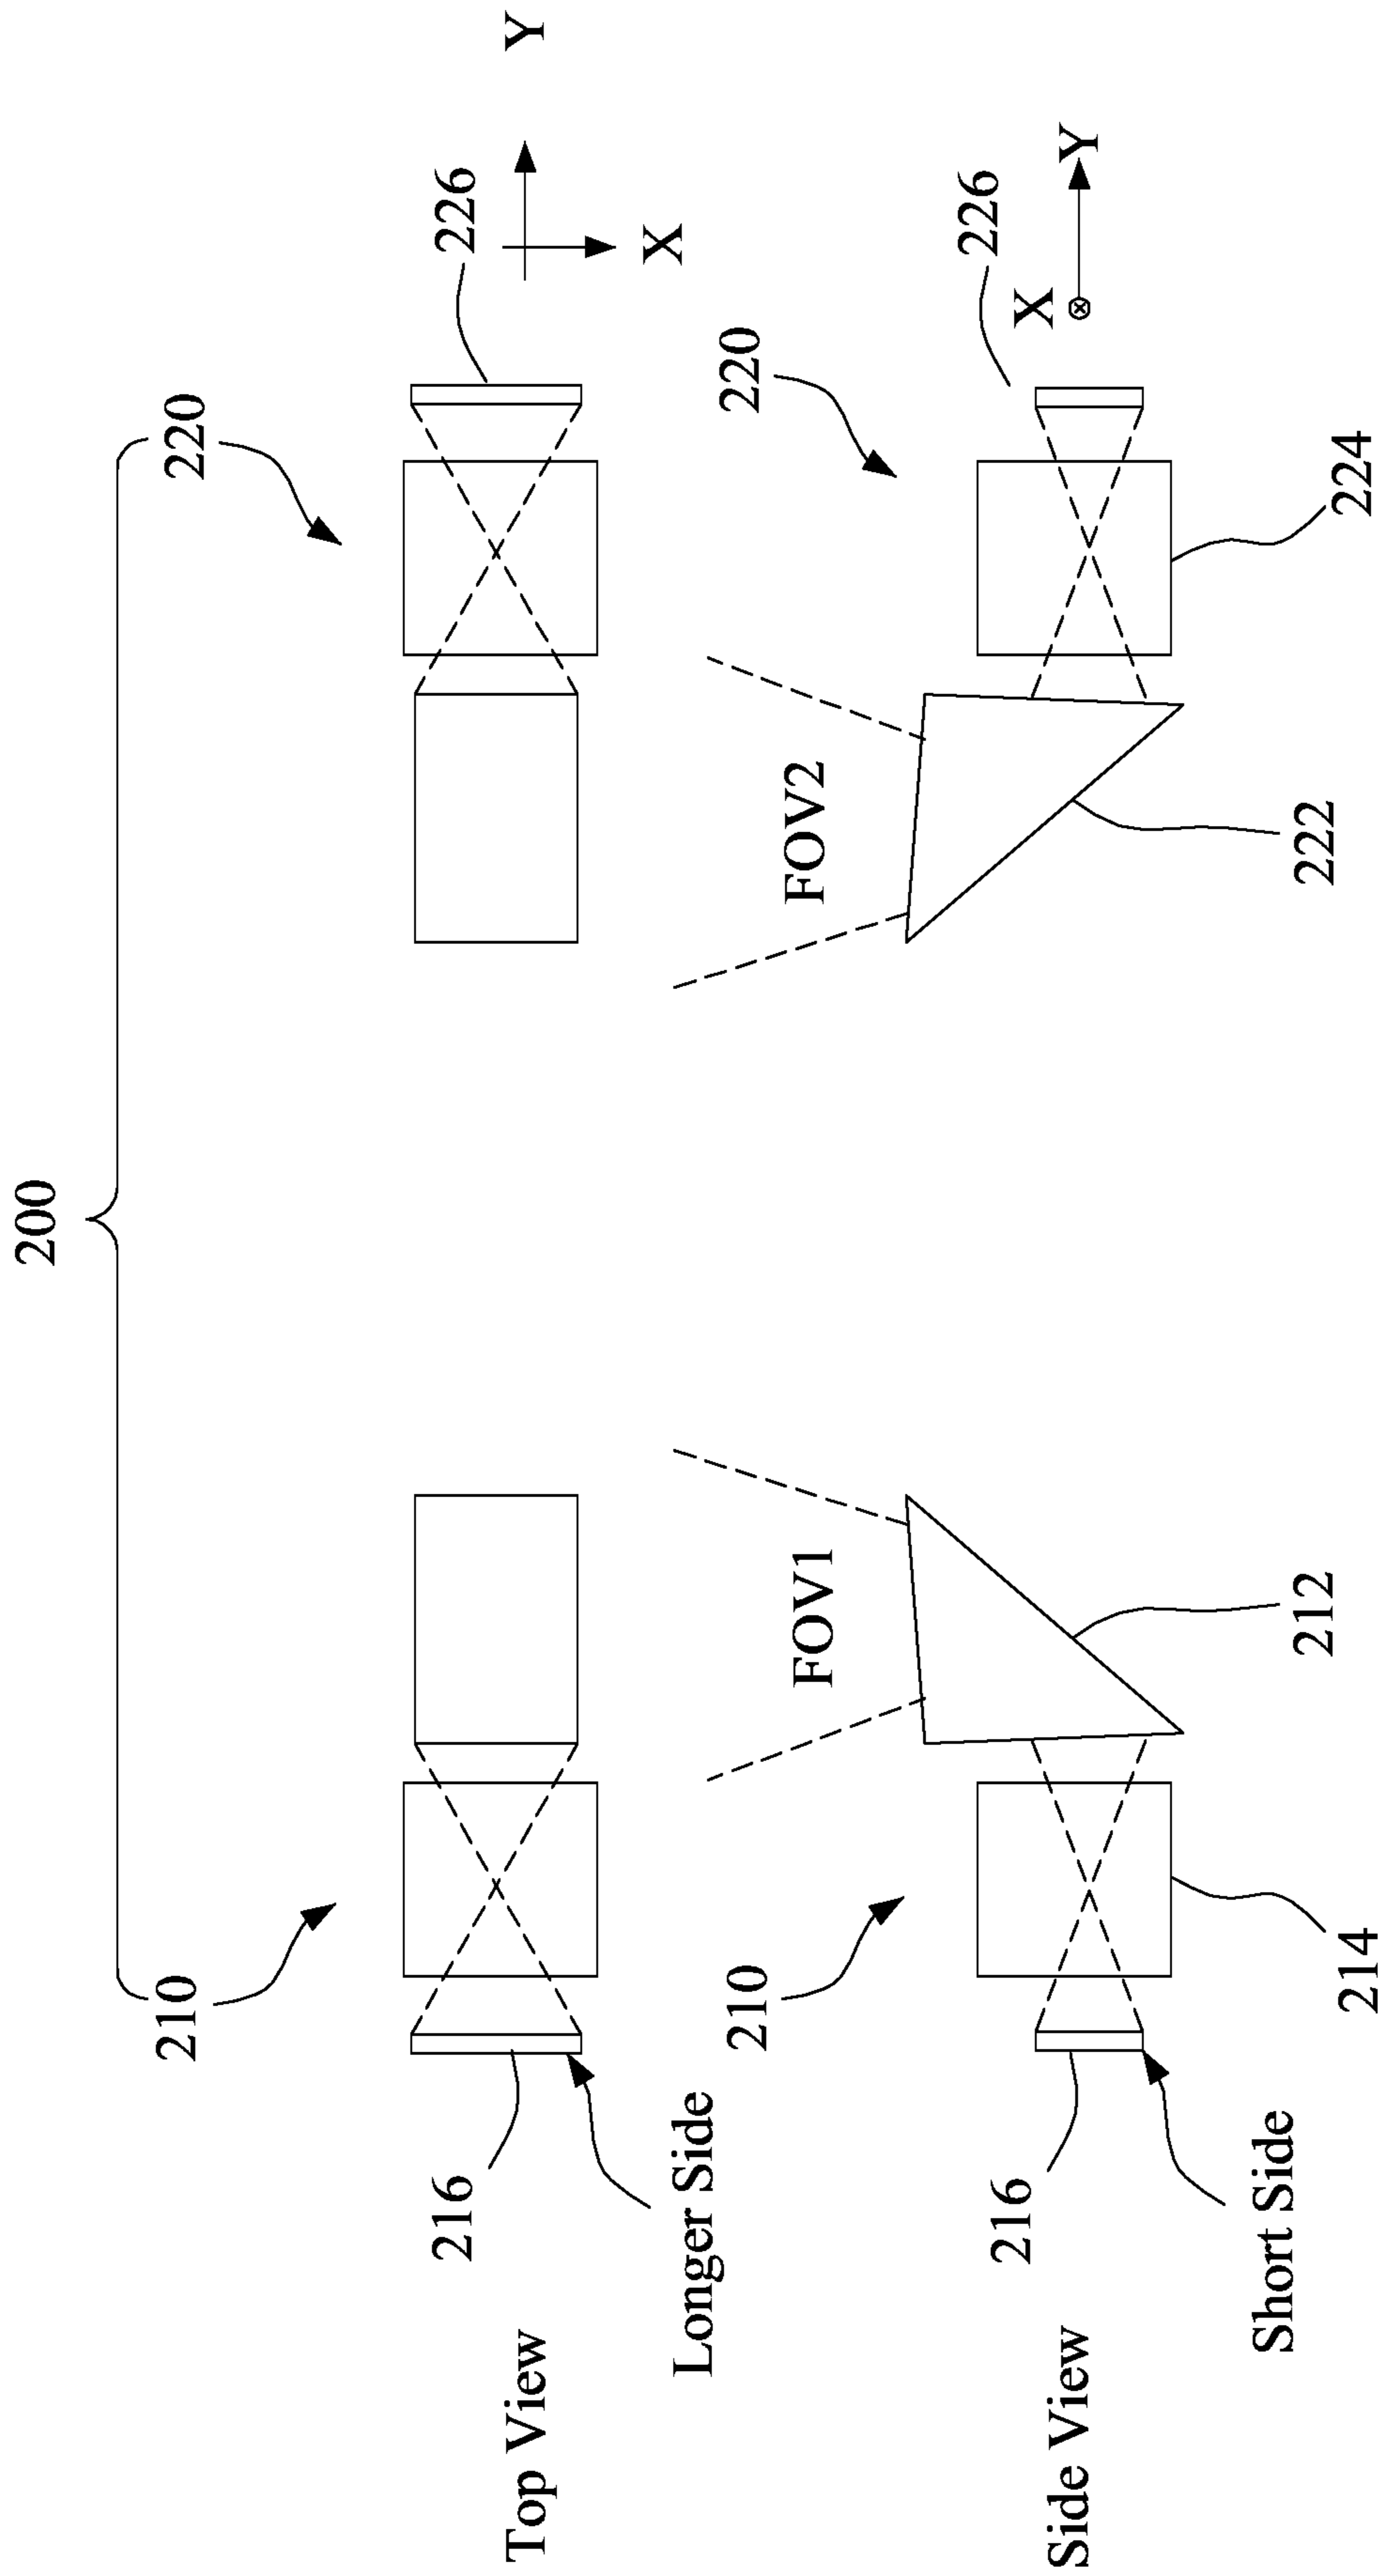 200
210
220
216
226
Y
X
Top View
Longer Side
FOV1
FOV2
210
220
216
226
X
Y
Side View
Short Side
214
212
222
224